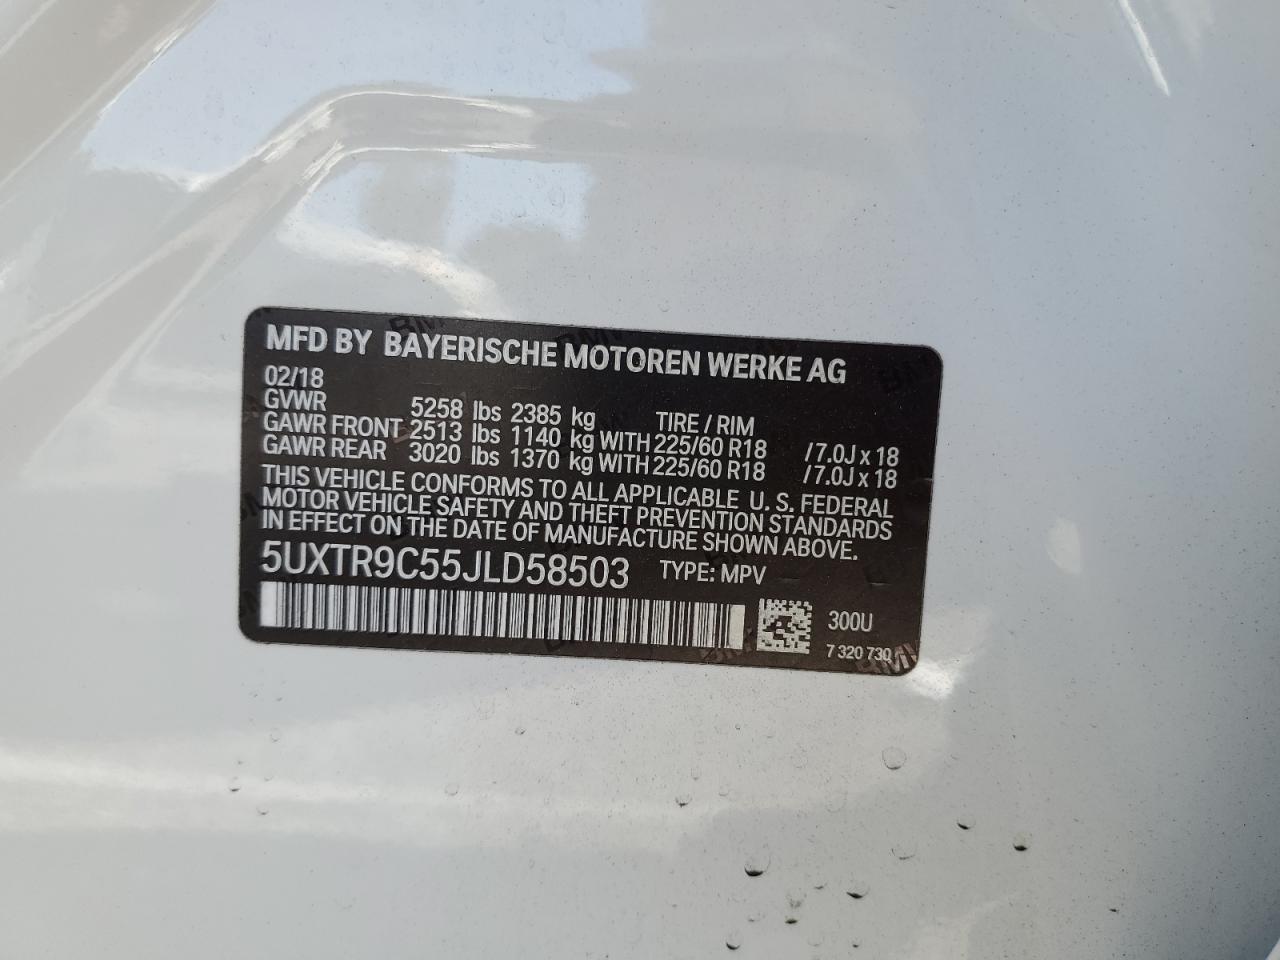 MFD BY BAYERISCHE MOTOREN WERKE AG
02/18
GVWR 5258 lbs 2385 kg TIRE / RIM
GAWR FRONT 2513 lbs 1140 kg WITH 225/60 R18 /7.0J x 18
GAWR REAR 3020 lbs 1370 kg WITH 225/60 R18 /7.0J x 18
THIS VEHICLE CONFORMS TO ALL APPLICABLE U. S. FEDERAL
MOTOR VEHICLE SAFETY AND THEFT PREVENTION STANDARDS
IN EFFECT ON THE DATE OF MANUFACTURE SHOWN ABOVE.
5UXTR9C55JLD58503 TYPE: MPV
300U
7 320 730